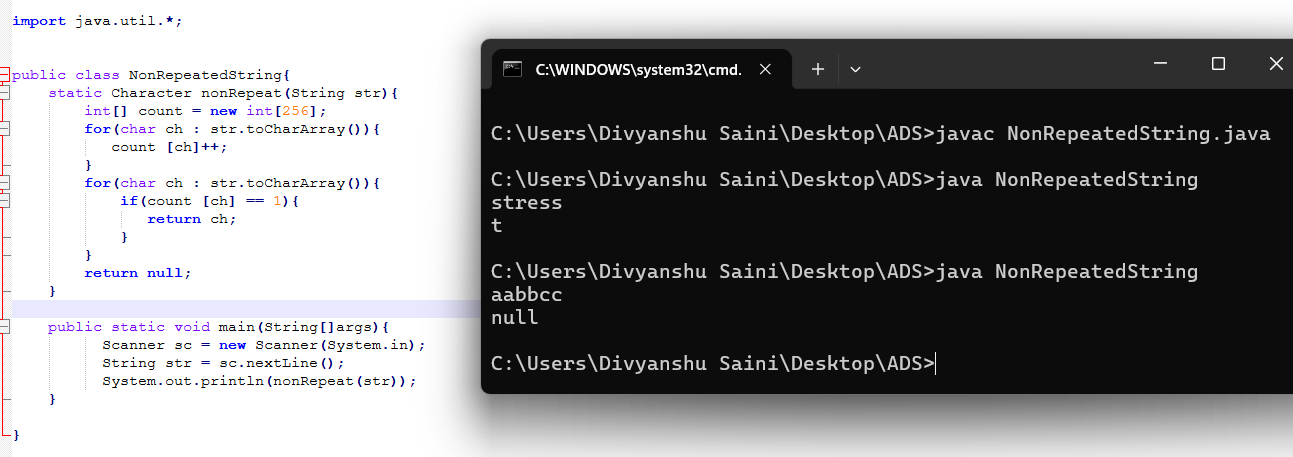 import java.util.*;
public class NonRepeatedString{
static Character nonRepeat(String str){
int[] count = new int[256];
for(char ch : str.toCharArray()){
count [ch]++;
}
for(char ch : str.toCharArray()){
if(count [ch] == 1){
return ch;
}
}
return null;
}
public static void main(String[]args){
Scanner sc = new Scanner(System.in);
String str = sc.nextLine();
System.out.println(nonRepeat(str));
}
}
C:\WINDOWS\system32\cmd.
C:\Users\Divyanshu Saini\Desktop\ADS>javac NonRepeatedString.java
C:\Users\Divyanshu Saini\Desktop\ADS>java NonRepeatedString
stress
t
C:\Users\Divyanshu Saini\Desktop\ADS>java NonRepeatedString
aabbcc
null
C:\Users\Divyanshu Saini\Desktop\ADS>